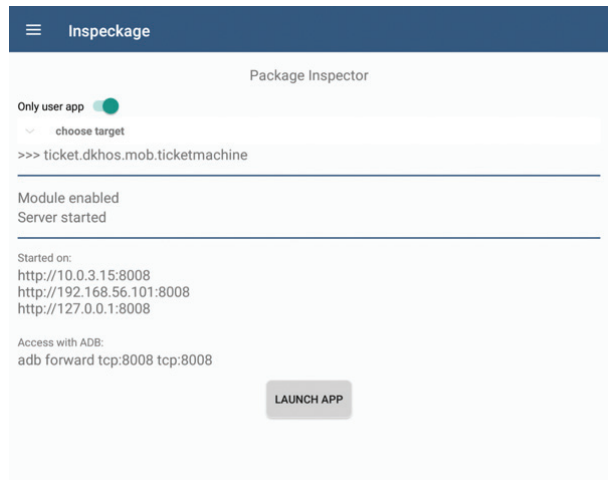 Inspeckage
Package Inspector
Only user app
choose target
>>> ticket.dkhos.mob.ticketmachine
Module enabled
Server started
Started on:
http://10.0.3.15:8008
http://192.168.56.101:8008
http://127.0.0.1:8008
Access with ADB:
adb forward tcp:8008 tcp:8008
LAUNCH APP